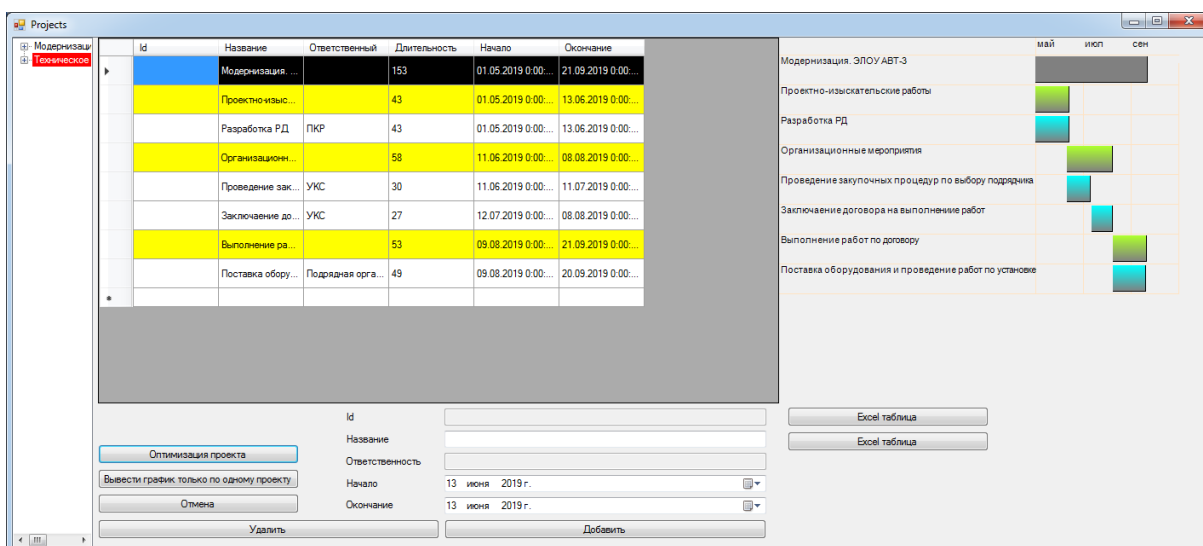 Projects
Модернизаци
Техническое
Id Название Ответственный Длительность Начало Окончание
Модернизация. ... 153 01.05.2019 0:00:... 21.09.2019 0:00:...
Проектно-изыс... 43 01.05.2019 0:00:... 13.06.2019 0:00:...
Разработка РД ПКР 43 01.05.2019 0:00:... 13.06.2019 0:00:...
Организационн... 58 11.06.2019 0:00:... 08.08.2019 0:00:...
Проведение зак... УКС 30 11.06.2019 0:00:... 11.07.2019 0:00:...
Заключаение до... УКС 27 12.07.2019 0:00:... 08.08.2019 0:00:...
Выполнение ра... 53 09.08.2019 0:00:... 21.09.2019 0:00:...
Поставка обору... Подрядная орга... 49 09.08.2019 0:00:... 20.09.2019 0:00:...
май июл сен
Модернизация. ЭЛОУ АВТ-3
Проектно-изыскательские работы
Разработка РД
Организационные мероприятия
Проведение закупочных процедур по выбору подрядчика
Заключаение договора на выполнениие работ
Выполнение работ по договору
Поставка оборудования и проведение работ по установке
Id
Название
Ответственность
Начало 13 июня 2019 г.
Окончание 13 июня 2019 г.
Оптимизация проекта
Вывести график только по одному проекту
Отмена
Удалить
Добавить
Excel таблица
Excel таблица